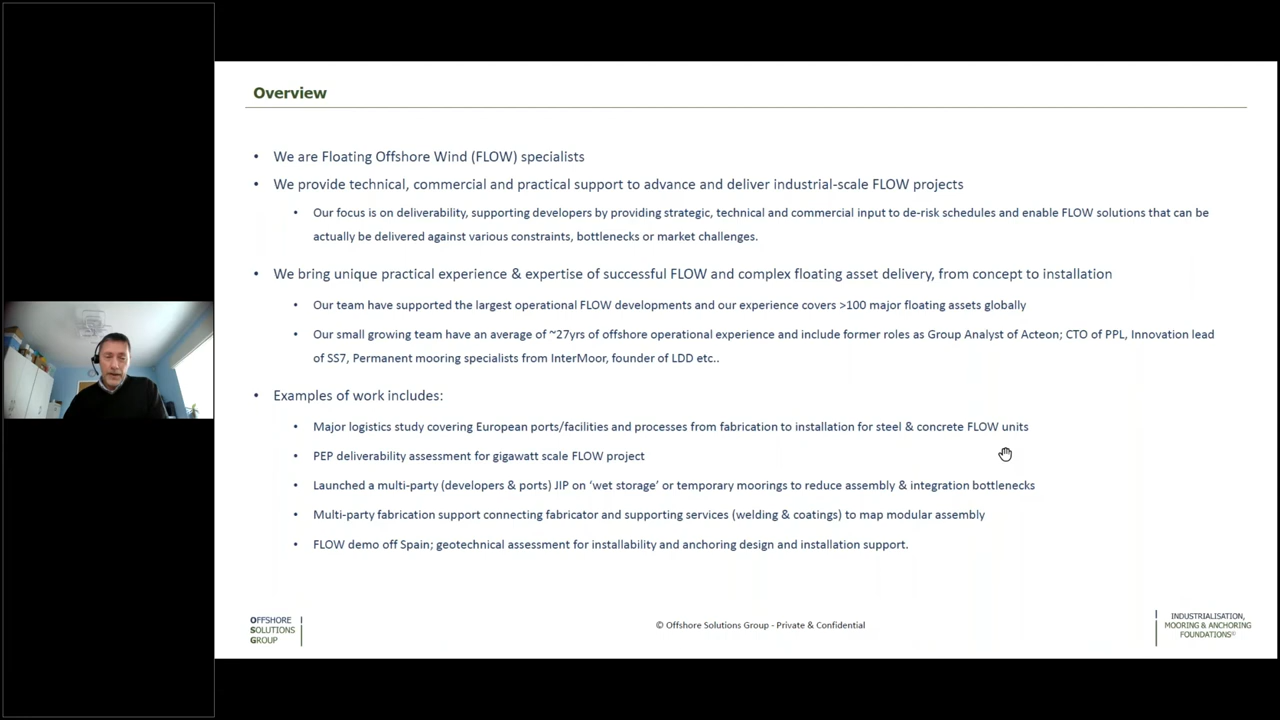 Overview
• We are Floating Offshore Wind (FLOW) specialists
• We provide technical, commercial and practical support to advance and deliver industrial-scale FLOW projects
• Our focus is on deliverability, supporting developers by providing strategic, technical and commercial input to de-risk schedules and enable FLOW solutions that can be
actually be delivered against various constraints, bottlenecks or market challenges.
• We bring unique practical experience & expertise of successful FLOW and complex floating asset delivery, from concept to installation
• Our team have supported the largest operational FLOW developments and our experience covers >100 major floating assets globally
• Our small growing team have an average of ~27yrs of offshore operational experience and include former roles as Group Analyst of Acteon; CTO of PPL, Innovation lead
of SS7, Permanent mooring specialists from InterMoor, founder of LDD etc..
• Examples of work includes:
• Major logistics study covering European ports/facilities and processes from fabrication to installation for steel & concrete FLOW units
• PEP deliverability assessment for gigawatt scale FLOW project
• Launched a multi-party (developers & ports) JIP on ‘wet storage’ or temporary moorings to reduce assembly & integration bottlenecks
• Multi-party fabrication support connecting fabricator and supporting services (welding & coatings) to map modular assembly
• FLOW demo off Spain; geotechnical assessment for installability and anchoring design and installation support.
OFFSHORE
SOLUTIONS
GROUP
© Offshore Solutions Group - Private & Confidential
INDUSTRIALISATION,
MOORING & ANCHORING
FOUNDATIONS®